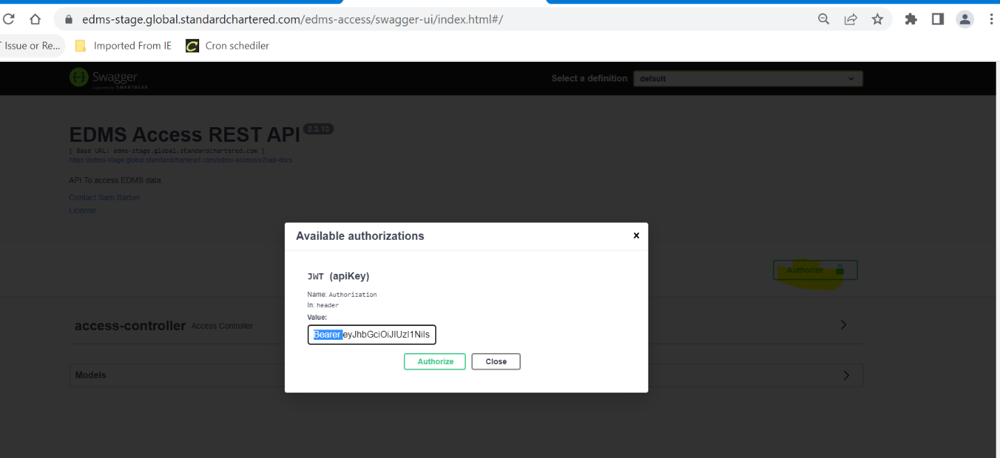 edms-stage.global.standardchartered.com/edms-access/swagger-ui/index.html#/
Issue or Re... Imported From IE Cron schediler
Swagger.
Supported by SMARTBEAR
Select a definition default
EDMS Access REST API 2.3.13
[ Base URL: edms-stage.global.standardchartered.com ]
https://edms-stage.global.standardchartered.com/edms-access/v2/api-docs
API To access EDMS data.
Contact Sam Barber
License
Available authorizations x
JWT (apiKey)
Name: Authorization
In: header
Value:
Bearer eyJhbGciOiJIUzI1NiIs
Authorize Close
Authorize
access-controller Access Controller
Models